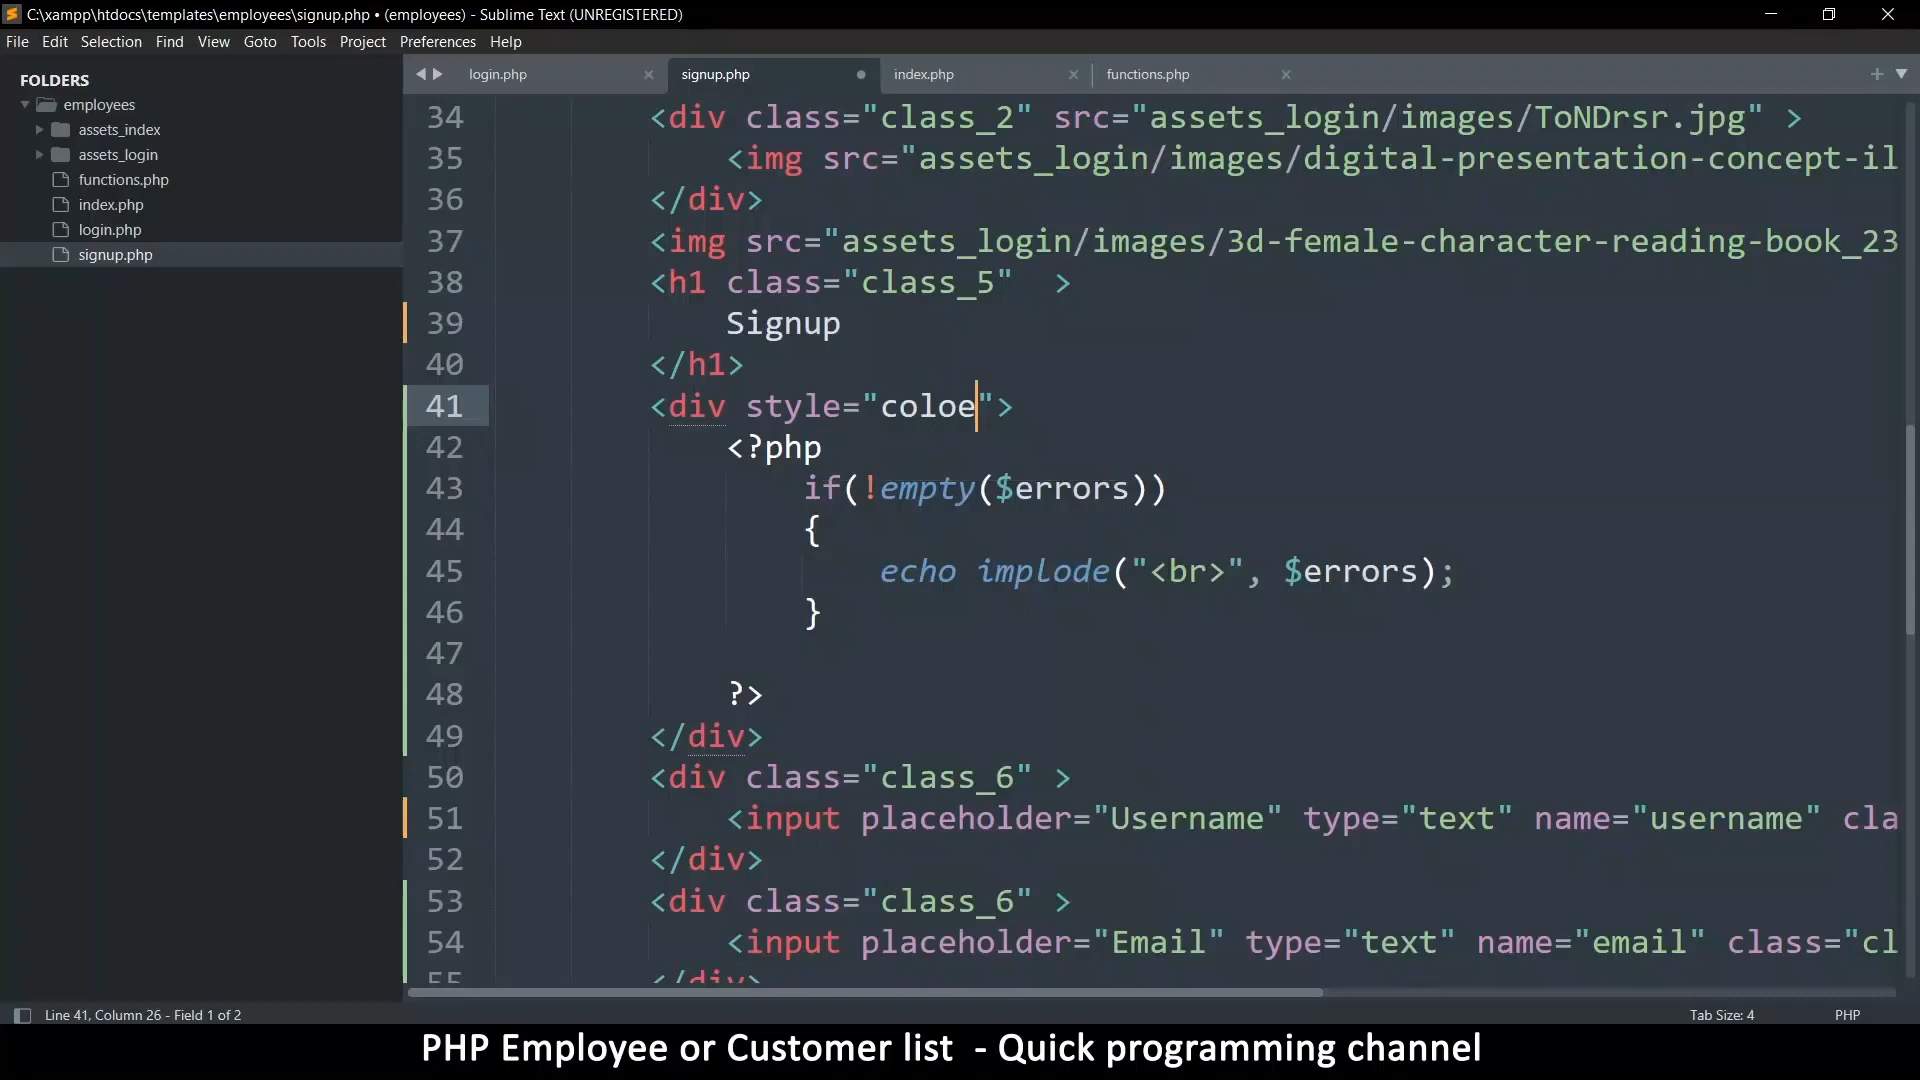 C:\xampp\htdocs\templates\employees\signup.php • (employees) - Sublime Text (UNREGISTERED)
File Edit Selection Find View Goto Tools Project Preferences Help
FOLDERS
employees
assets_index
assets_login
functions.php
index.php
login.php
signup.php
login.php signup.php index.php functions.php
34 <div class="class_2" src="assets_login/images/ToNDrsr.jpg" >
35 <img src="assets_login/images/digital-presentation-concept-il
36 </div>
37 <img src="assets_login/images/3d-female-character-reading-book_23
38 <h1 class="class_5"  >
39 Signup
40 </h1>
41 <div style="coloe">
42 <?php
43 if(!empty($errors))
44 {
45 echo implode("<br>", $errors);
46 }
47
48 ?>
49 </div>
50 <div class="class_6" >
51 <input placeholder="Username" type="text" name="username" cla
52 </div>
53 <div class="class_6" >
54 <input placeholder="Email" type="text" name="email" class="cl
55 </div>
Line 41, Column 26 - Field 1 of 2
Tab Size: 4 PHP
PHP Employee or Customer list  - Quick programming channel